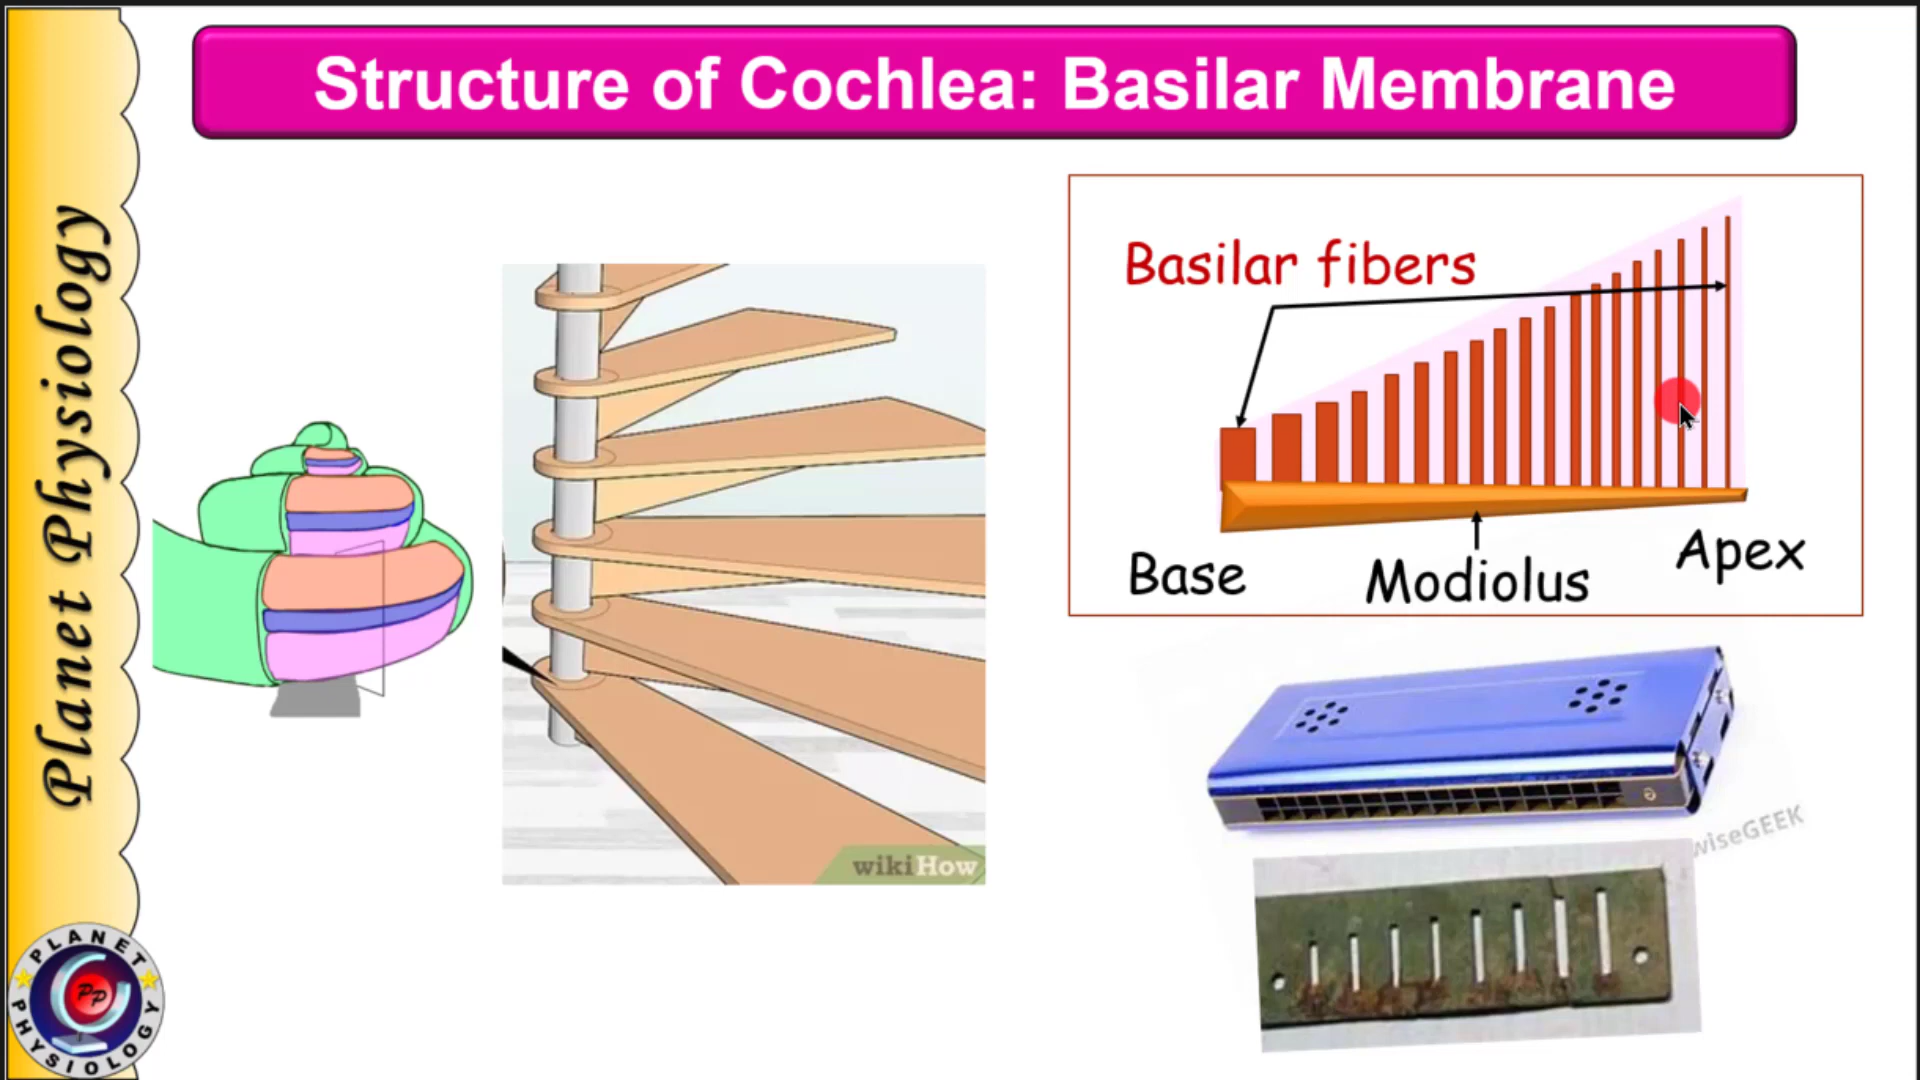 Structure of Cochlea: Basilar Membrane
Planet Physiology
Basilar fibers
Base
Modiolus
Apex
wikiHow
wiseGEEK
PLANET
PP
PHYSIOLOGY